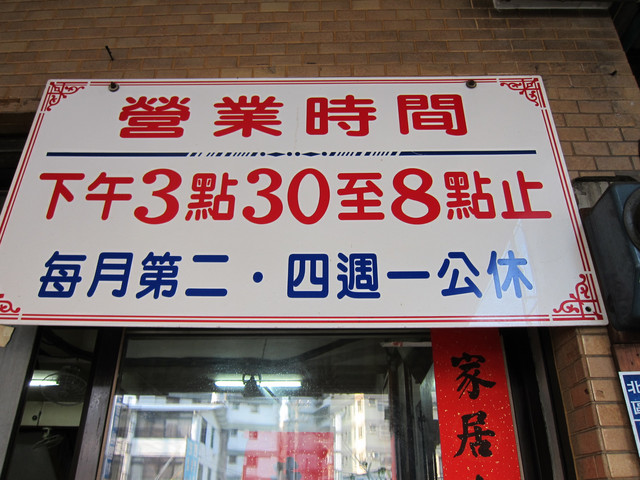 營業時間
下午3點30至8點止
每月第二·四週一公休
家居
北